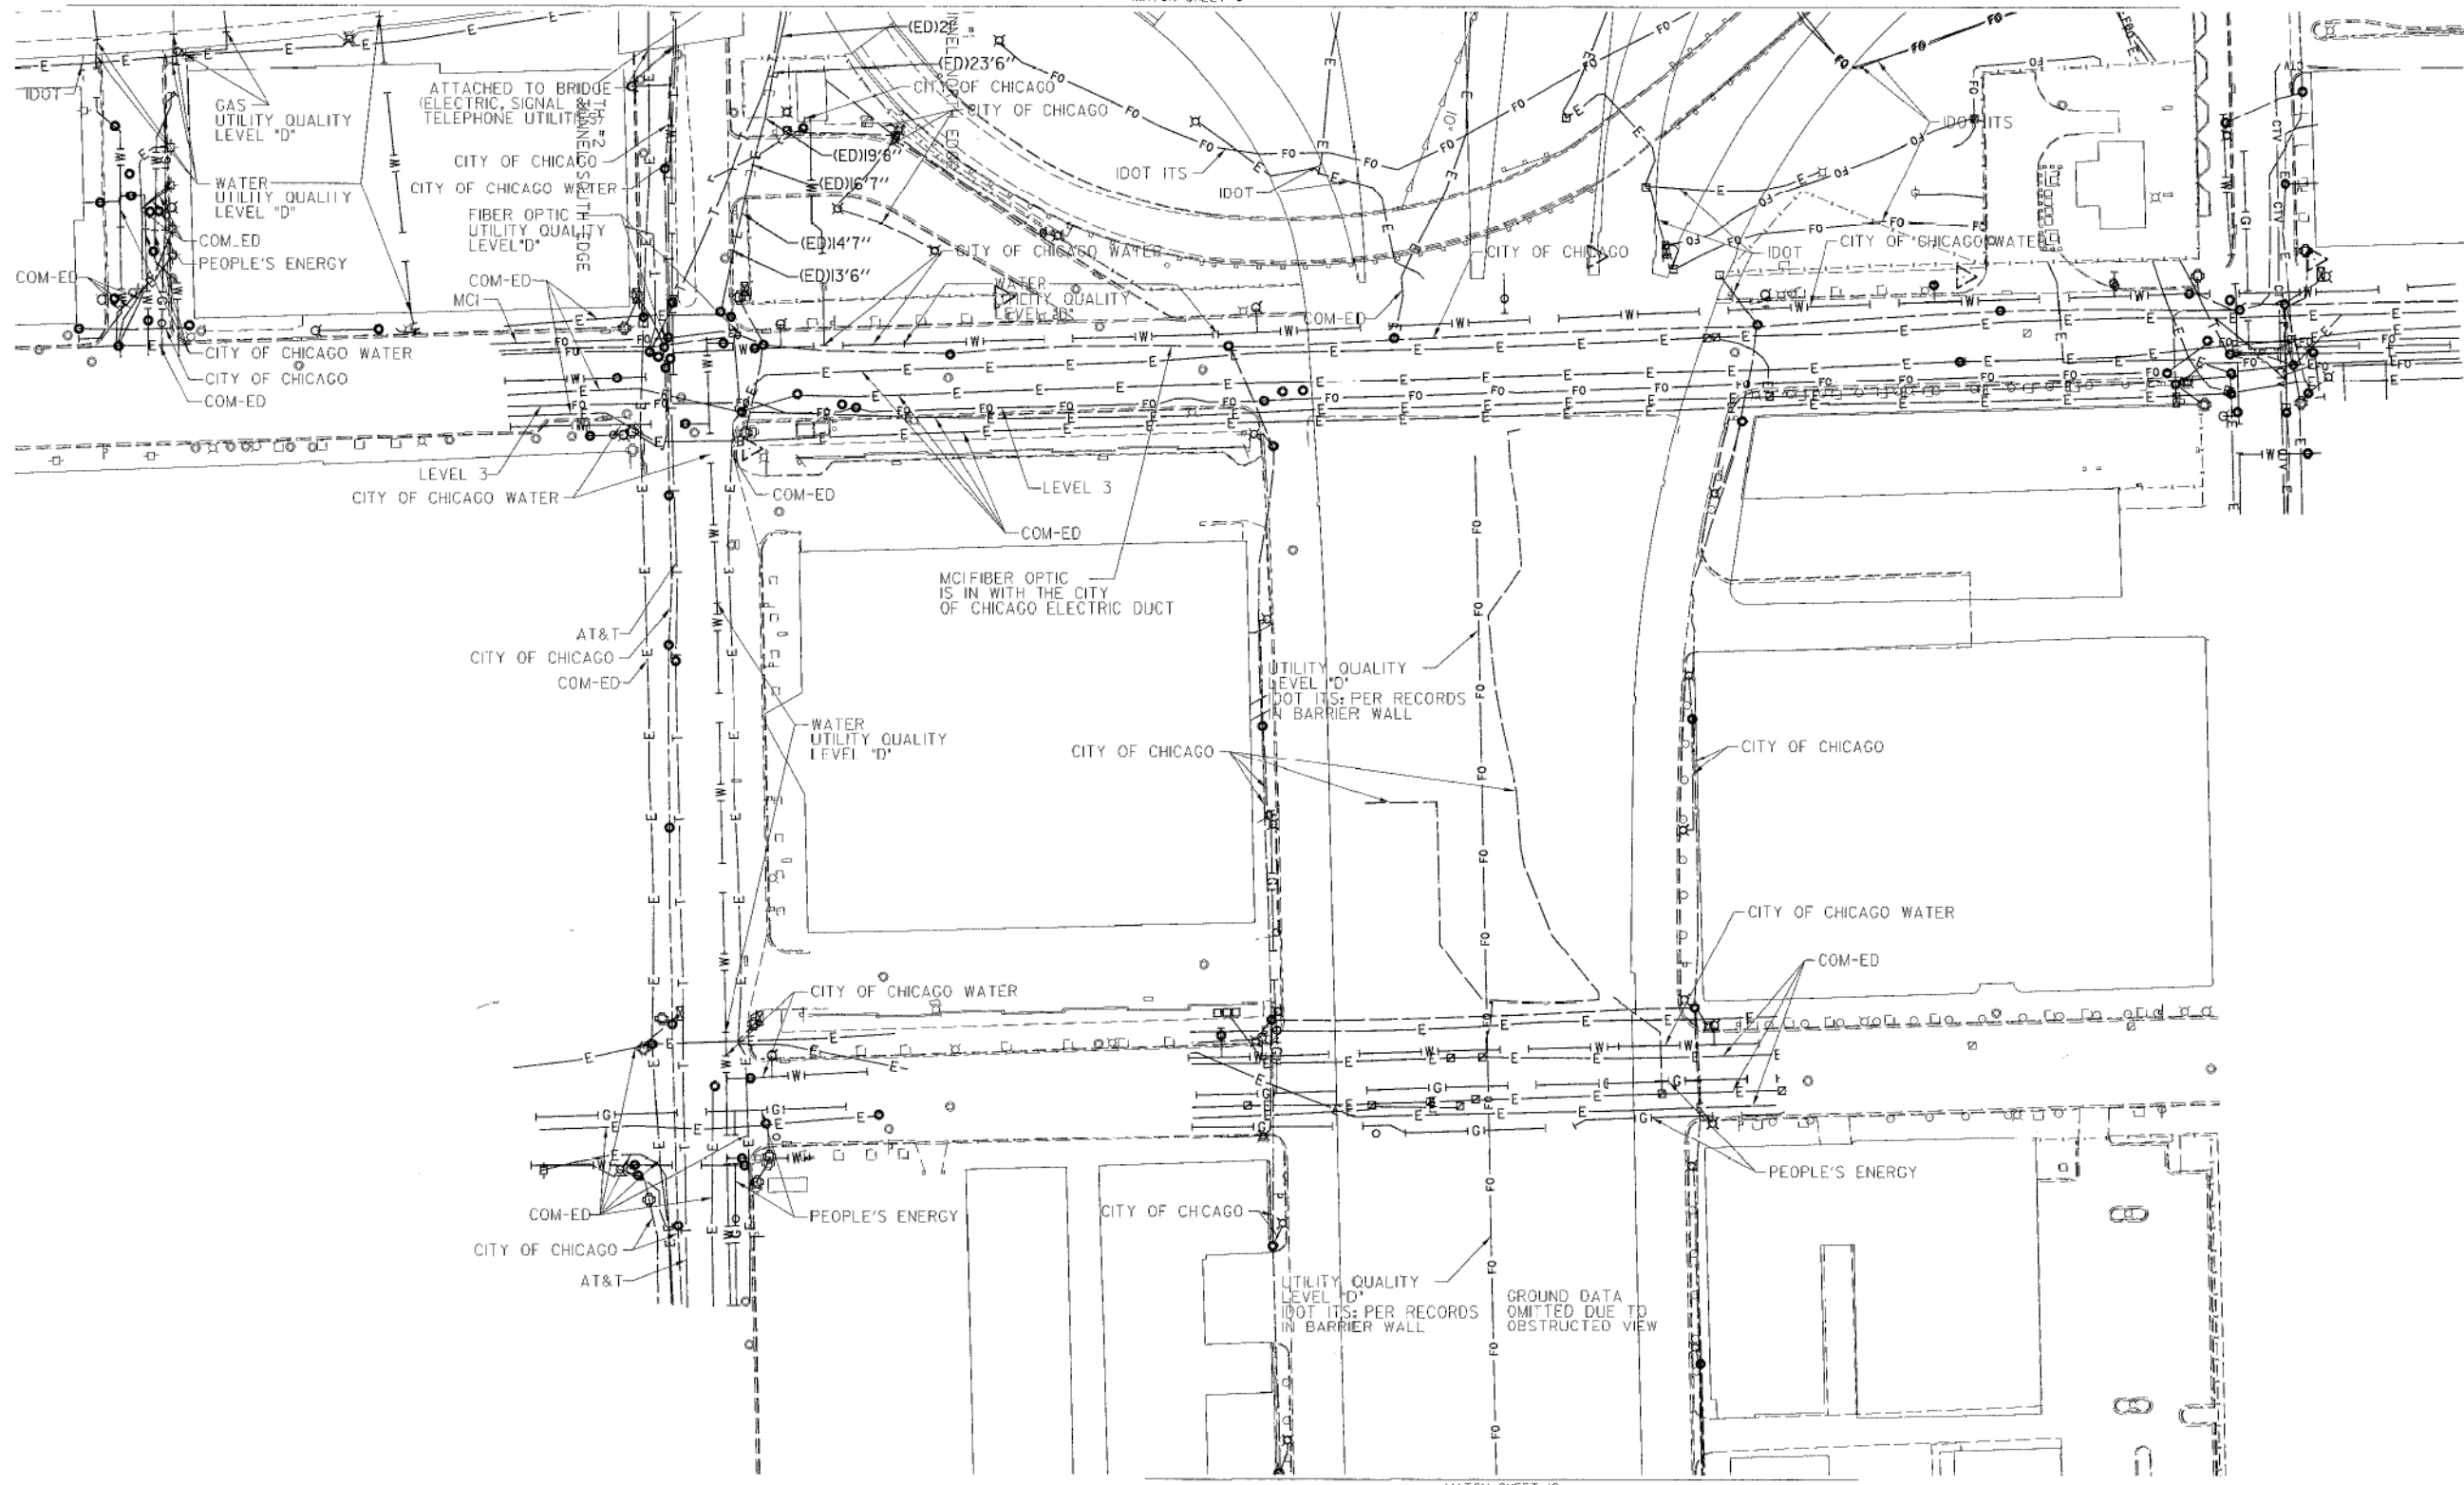 (ED)23'6"
CITY OF CHICAGO
CITY OF CHICAGO
IDOT
GAS
UTILITY QUALITY
LEVEL "D"
ATTACHED TO BRIDGE
(ELECTRIC, SIGNAL &
TELEPHONE UTILITIES)
CITY OF CHICAGO
(ED)19'8"
IDOT ITS
IDOT ITS
WATER
UTILITY QUALITY
LEVEL "D"
CITY OF CHICAGO WATER
(ED)16'7"
IDOT
FIBER OPTIC
UTILITY QUALITY
LEVEL "D"
COM-ED
PEOPLE'S ENERGY
(ED)14'7"
CITY OF CHICAGO WATER
CITY OF CHICAGO
IDOT
CITY OF CHICAGO WATER
COM-ED
COM-ED
MCI
(ED)13'6"
WATER
UTILITY QUALITY
LEVEL "D"
COM-ED
CITY OF CHICAGO WATER
CITY OF CHICAGO
COM-ED
LEVEL 3
CITY OF CHICAGO WATER
COM-ED
LEVEL 3
COM-ED
MCI FIBER OPTIC
IS IN WITH THE CITY
OF CHICAGO ELECTRIC DUCT
AT&T
CITY OF CHICAGO
COM-ED
UTILITY QUALITY
LEVEL "D"
IDOT ITS: PER RECORDS
IN BARRIER WALL
WATER
UTILITY QUALITY
LEVEL "D"
CITY OF CHICAGO
CITY OF CHICAGO
CITY OF CHICAGO WATER
COM-ED
CITY OF CHICAGO WATER
PEOPLE'S ENERGY
COM-ED
PEOPLE'S ENERGY
CITY OF CHICAGO
CITY OF CHICAGO
AT&T
UTILITY QUALITY
LEVEL "D"
IDOT ITS: PER RECORDS
IN BARRIER WALL
GROUND DATA
OMITTED DUE TO
OBSTRUCTED VIEW